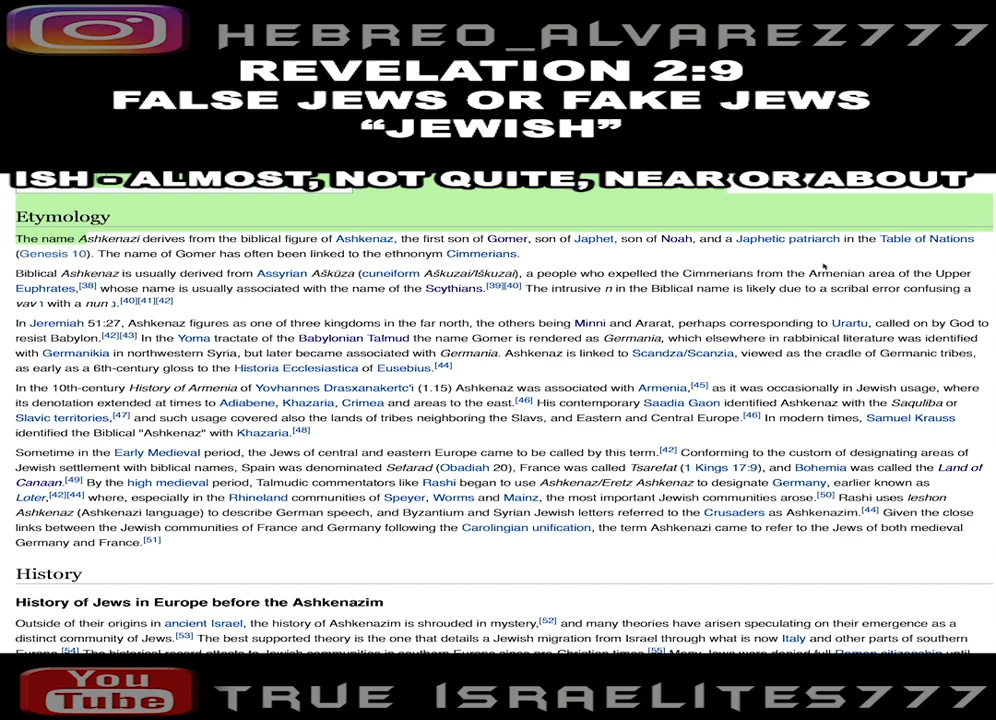 HEBREO_ALVAREZ777
REVELATION 2:9
FALSE JEWS OR FAKE JEWS
“JEWISH”
ISH - ALMOST, NOT QUITE, NEAR OR ABOUT
Etymology
The name Ashkenazi derives from the biblical figure of Ashkenaz, the first son of Gomer, son of Japhet, son of Noah, and a Japhetic patriarch in the Table of Nations
(Genesis 10). The name of Gomer has often been linked to the ethnonym Cimmerians.
Biblical Ashkenaz is usually derived from Assyrian Aškūza (cuneiform Aškuzai/Iškuzai), a people who expelled the Cimmerians from the Armenian area of the Upper
Euphrates,[38] whose name is usually associated with the name of the Scythians.[39][40] The intrusive n in the Biblical name is likely due to a scribal error confusing a
vav ו with a nun נ.[40][41][42]
In Jeremiah 51:27, Ashkenaz figures as one of three kingdoms in the far north, the others being Minni and Ararat, perhaps corresponding to Urartu, called on by God to
resist Babylon.[42][43] In the Yoma tractate of the Babylonian Talmud the name Gomer is rendered as Germania, which elsewhere in rabbinical literature was identified
with Germanikia in northwestern Syria, but later became associated with Germania. Ashkenaz is linked to Scandza/Scanzia, viewed as the cradle of Germanic tribes,
as early as a 6th-century gloss to the Historia Ecclesiastica of Eusebius.[44]
In the 10th-century History of Armenia of Yovhannes Drasxanakertc'i (1.15) Ashkenaz was associated with Armenia,[45] as it was occasionally in Jewish usage, where
its denotation extended at times to Adiabene, Khazaria, Crimea and areas to the east.[46] His contemporary Saadia Gaon identified Ashkenaz with the Saquliba or
Slavic territories,[47] and such usage covered also the lands of tribes neighboring the Slavs, and Eastern and Central Europe.[46] In modern times, Samuel Krauss
identified the Biblical "Ashkenaz" with Khazaria.[48]
Sometime in the Early Medieval period, the Jews of central and eastern Europe came to be called by this term.[42] Conforming to the custom of designating areas of
Jewish settlement with biblical names, Spain was denominated Sefarad (Obadiah 20), France was called Tsarefat (1 Kings 17:9), and Bohemia was called the Land of
Canaan.[49] By the high medieval period, Talmudic commentators like Rashi began to use Ashkenaz/Eretz Ashkenaz to designate Germany, earlier known as
Loter,[42][44] where, especially in the Rhineland communities of Speyer, Worms and Mainz, the most important Jewish communities arose.[50] Rashi uses leshon
Ashkenaz (Ashkenazi language) to describe German speech, and Byzantium and Syrian Jewish letters referred to the Crusaders as Ashkenazim.[44] Given the close
links between the Jewish communities of France and Germany following the Carolingian unification, the term Ashkenazi came to refer to the Jews of both medieval
Germany and France.[51]
History
History of Jews in Europe before the Ashkenazim
Outside of their origins in ancient Israel, the history of Ashkenazim is shrouded in mystery,[52] and many theories have arisen speculating on their emergence as a
distinct community of Jews.[53] The best supported theory is the one that details a Jewish migration from Israel through what is now Italy and other parts of southern
Europe.[54] The historical record attests to Jewish communities in southern Europe since pre-Christian times.[55] Many Jews were denied full Roman citizenship until
You
Tube
TRUE ISRAELITES777